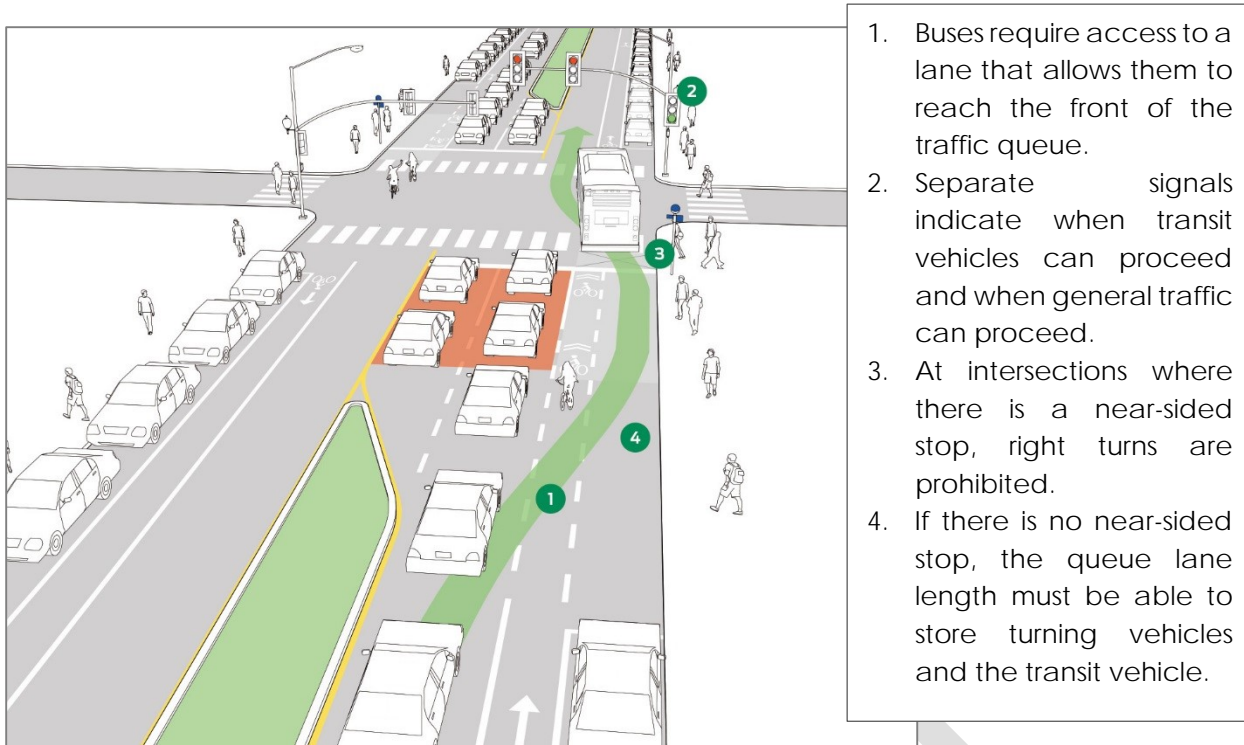 2
3
4
1
1. Buses require access to a
lane that allows them to
reach the front of the
traffic queue.
2. Separate signals
indicate when transit
vehicles can proceed
and when general traffic
can proceed.
3. At intersections where
there is a near-sided
stop, right turns are
prohibited.
4. If there is no near-sided
stop, the queue lane
length must be able to
store turning vehicles
and the transit vehicle.